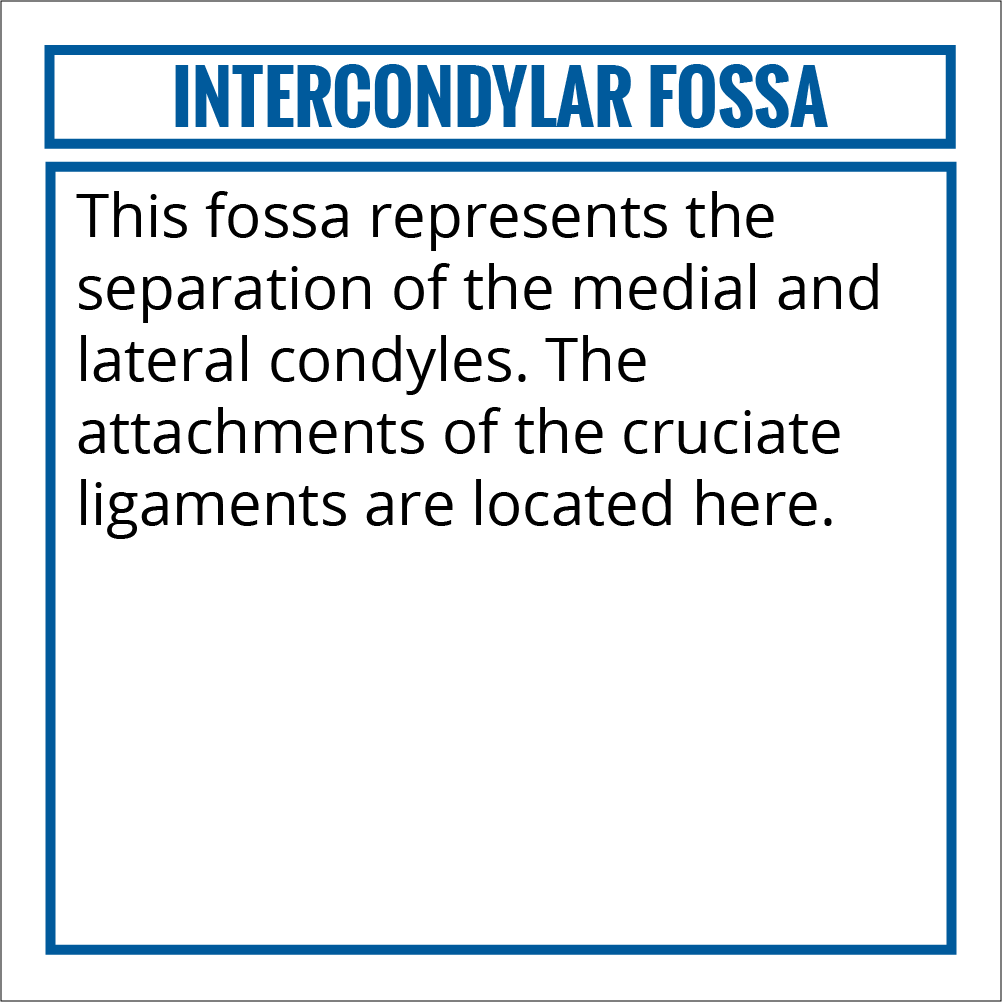 INTERCONDYLAR FOSSA
This fossa represents the
separation of the medial and
lateral condyles. The
attachments of the cruciate
ligaments are located here.